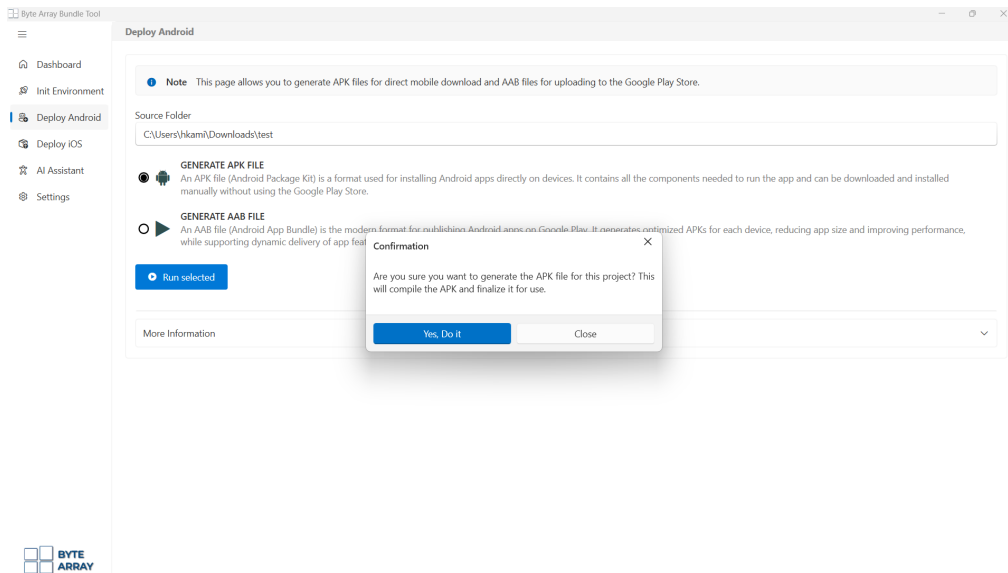 Byte Array Bundle Tool
Deploy Android
Dashboard
Init Environment
Deploy Android
Deploy iOS
AI Assistant
Settings
Note This page allows you to generate APK files for direct mobile download and AAB files for uploading to the Google Play Store.
Source Folder
C:\Users\hkami\Downloads\test
GENERATE APK FILE
An APK file (Android Package Kit) is a format used for installing Android apps directly on devices. It contains all the components needed to run the app and can be downloaded and installed
manually without using the Google Play Store.
GENERATE AAB FILE
An AAB file (Android App Bundle) is the modern format for publishing Android apps on Google Play. It generates optimized APKs for each device, reducing app size and improving performance,
while supporting dynamic delivery of app
Run selected
More Information
Confirmation
Are you sure you want to generate the APK file for this project? This
will compile the APK and finalize it for use.
Yes, Do it
Close
BYTE
ARRAY